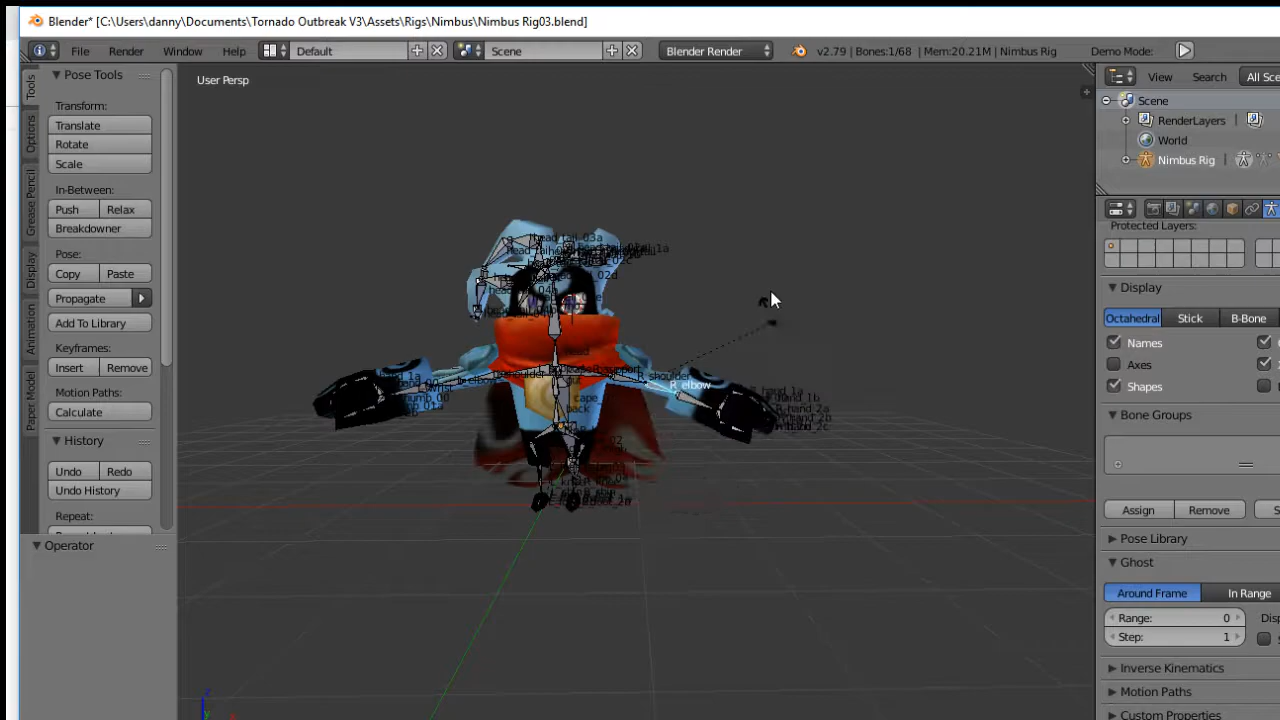 Blender* [C:\Users\danny\Documents\Tornado Outbreak V3\Assets\Rigs\Nimbus\Nimbus Rig03.blend]
File Render Window Help Default Scene Blender Render v2.79 | Bones:1/68 | Mem:20.21M | Nimbus Rig Demo Mode:
Tools
Options
Grease Pencil
Display
Animation
Paper Model
Pose Tools
Transform:
Translate
Rotate
Scale
In-Between:
Push Relax
Breakdowner
Pose:
Copy Paste
Propagate
Add To Library
Keyframes:
Insert Remove
Motion Paths:
Calculate
History
Undo Redo
Undo History
Repeat:
Operator
User Persp
head
R_shoulder
R_elbow
cape
back
View Search All Sce
Scene
RenderLayers
World
Nimbus Rig
Protected Layers:
Display
Octahedral Stick B-Bone
Names
Axes
Shapes
Bone Groups
Assign Remove S
Pose Library
Ghost
Around Frame In Range
Range: 0 Disp
Step: 1
Inverse Kinematics
Motion Paths
Custom Properties